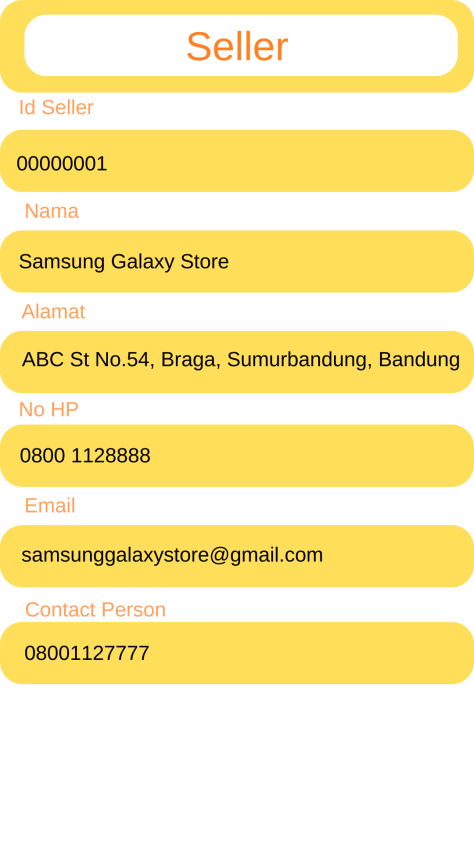 Seller
Id Seller
00000001
Nama
Samsung Galaxy Store
Alamat
ABC St No.54, Braga, Sumurbandung, Bandung
No HP
0800 1128888
Email
samsunggalaxystore@gmail.com
Contact Person
08001127777